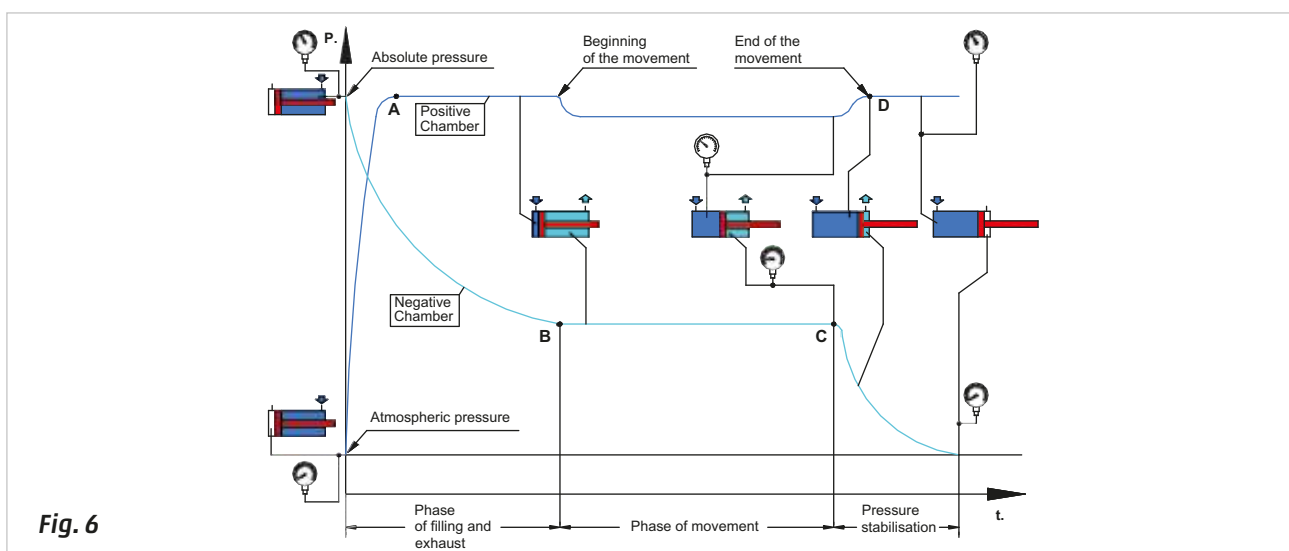 P.
Absolute pressure
Beginning
of the movement
End of the
movement
A
D
Positive
Chamber
Negative
Chamber
B
C
Atmospheric pressure
t.
Phase
of filling and
exhaust
Phase of movement
Pressure
stabilisation
Fig. 6